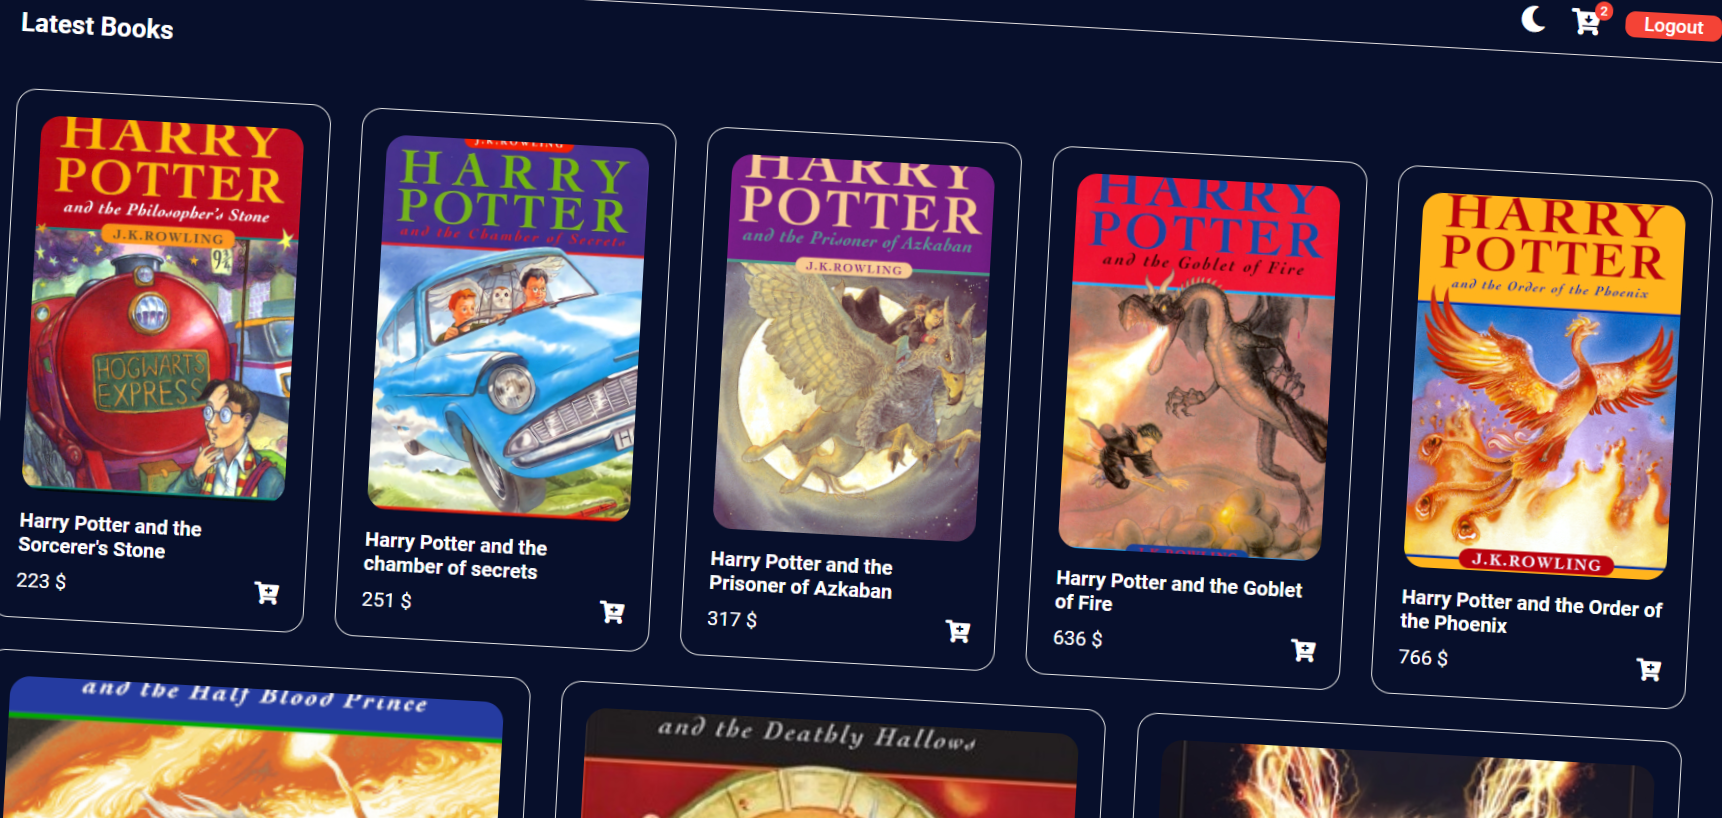 Latest Books
2
Logout
HARRY
POTTER
and the Philosopher's Stone
J.K.ROWLING
9¾
HOGWARTS
EXPRESS
Harry Potter and the
Sorcerer's Stone
223 $
J.K.ROWLING
HARRY
POTTER
and the Chamber of Secrets
H
Harry Potter and the
chamber of secrets
251 $
HARRY
POTTER
and the Prisoner of Azkaban
J.K.ROWLING
Harry Potter and the
Prisoner of Azkaban
317 $
HARRY
POTTER
and the Goblet of Fire
J.K.ROWLING
Harry Potter and the Goblet
of Fire
636 $
HARRY
POTTER
and the Order of the Phoenix
J.K.ROWLING
Harry Potter and the Order of
the Phoenix
766 $
and the Half Blood Prince
and the Deathly Hallows